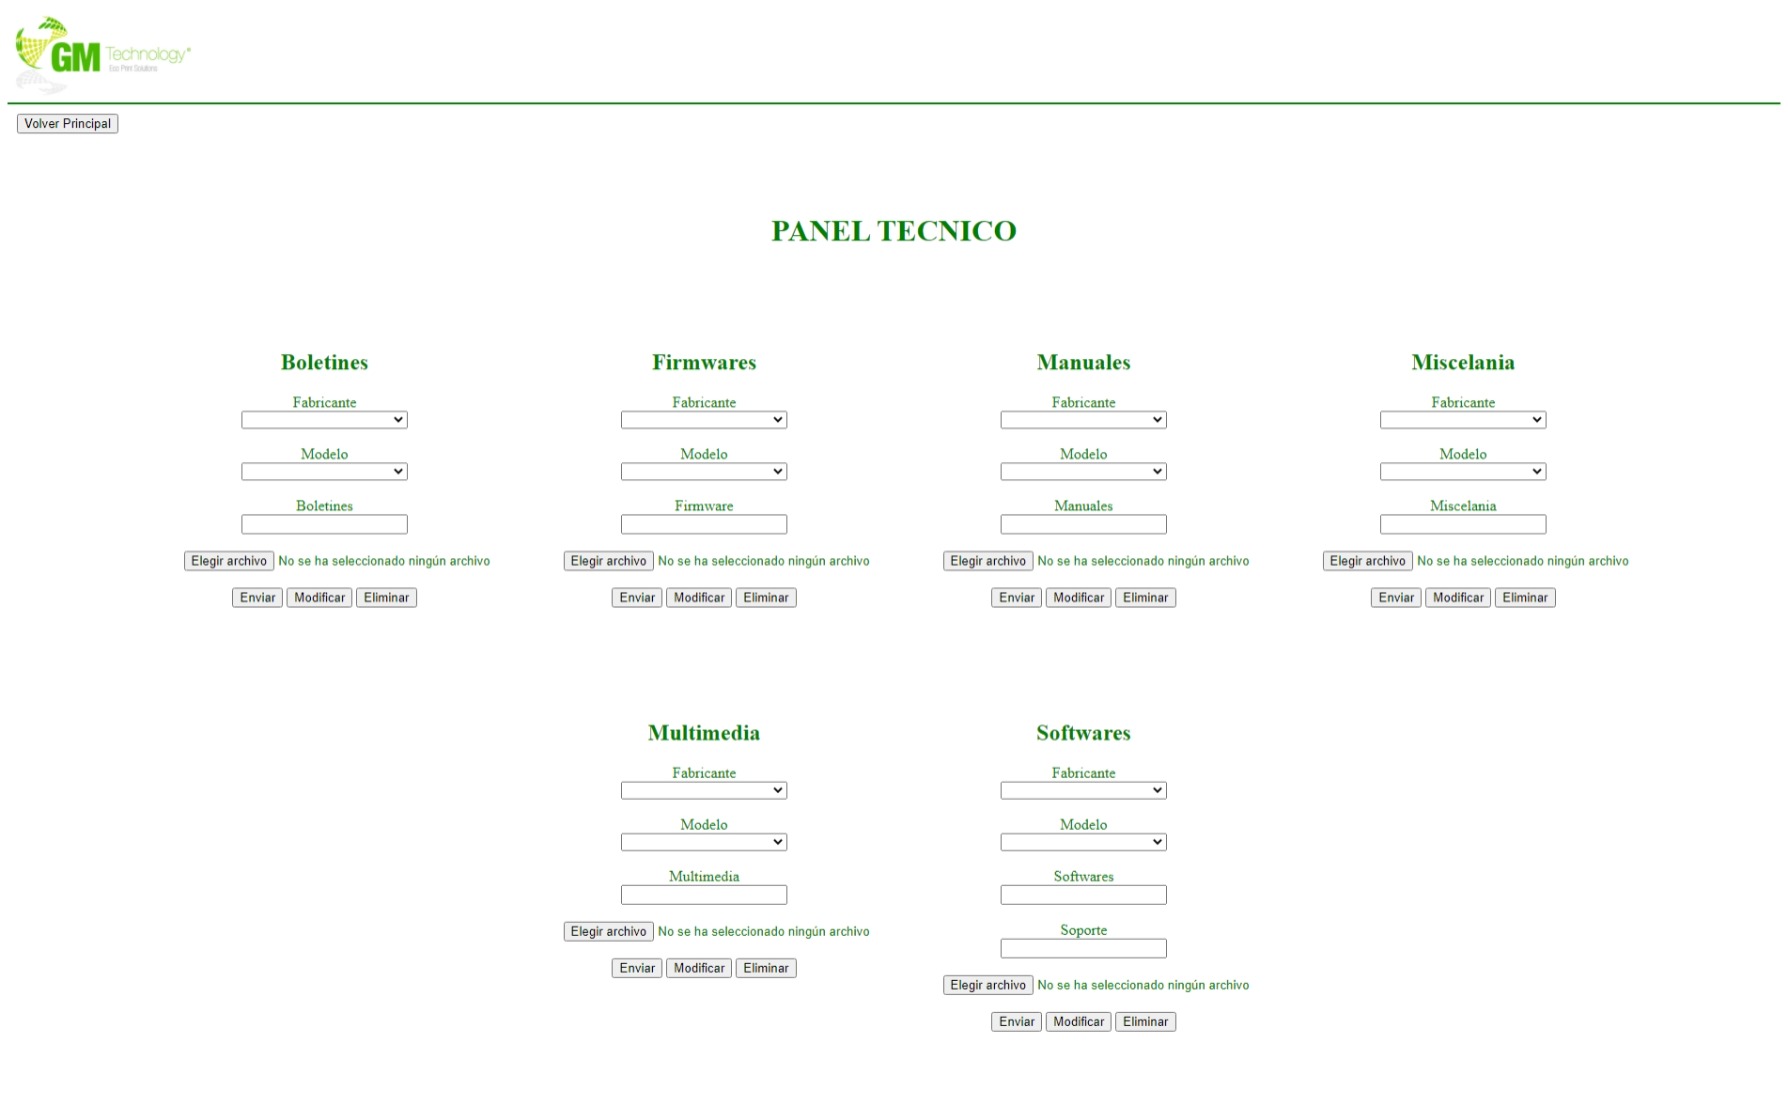 GM Technology®
Eco Print Solutions
Volver Principal
PANEL TECNICO
Boletines
Fabricante
Modelo
Boletines
Elegir archivo No se ha seleccionado ningún archivo
Enviar Modificar Eliminar
Firmwares
Fabricante
Modelo
Firmware
Elegir archivo No se ha seleccionado ningún archivo
Enviar Modificar Eliminar
Manuales
Fabricante
Modelo
Manuales
Elegir archivo No se ha seleccionado ningún archivo
Enviar Modificar Eliminar
Miscelania
Fabricante
Modelo
Miscelania
Elegir archivo No se ha seleccionado ningún archivo
Enviar Modificar Eliminar
Multimedia
Fabricante
Modelo
Multimedia
Elegir archivo No se ha seleccionado ningún archivo
Enviar Modificar Eliminar
Softwares
Fabricante
Modelo
Softwares
Soporte
Elegir archivo No se ha seleccionado ningún archivo
Enviar Modificar Eliminar